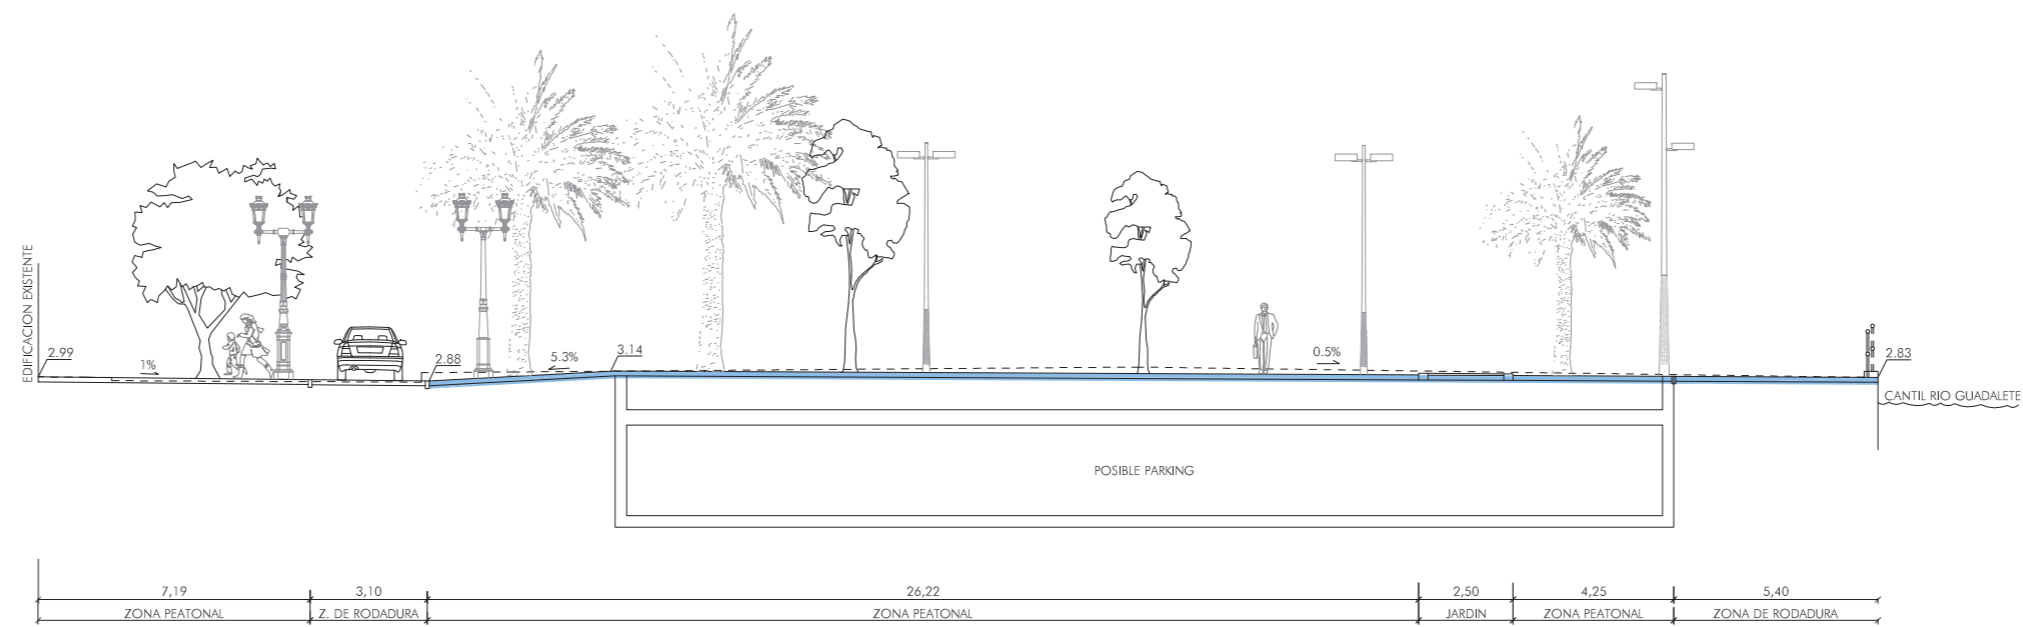 EDIFICACION EXISTENTE
2.99
1%
2.88
5.3%
3.14
0.5%
2.83
CANTIL RIO GUADALETE
POSIBLE PARKING
7,19 3,10 26,22 2,50 4,25 5,40
ZONA PEATONAL Z. DE RODADURA ZONA PEATONAL JARDIN ZONA PEATONAL ZONA DE RODADURA